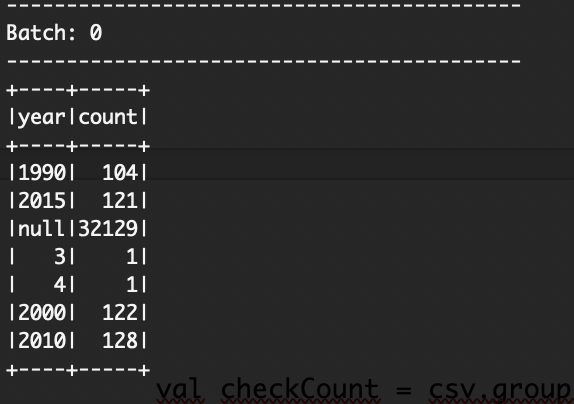 -------------------------------------------
Batch: 0
-------------------------------------------
+----+-----+
|year|count|
+----+-----+
|1990|  104|
|2015|  121|
|null|32129|
|   3|    1|
|   4|    1|
|2000|  122|
|2010|  128|
+----+-----+
val checkCount = csv.group